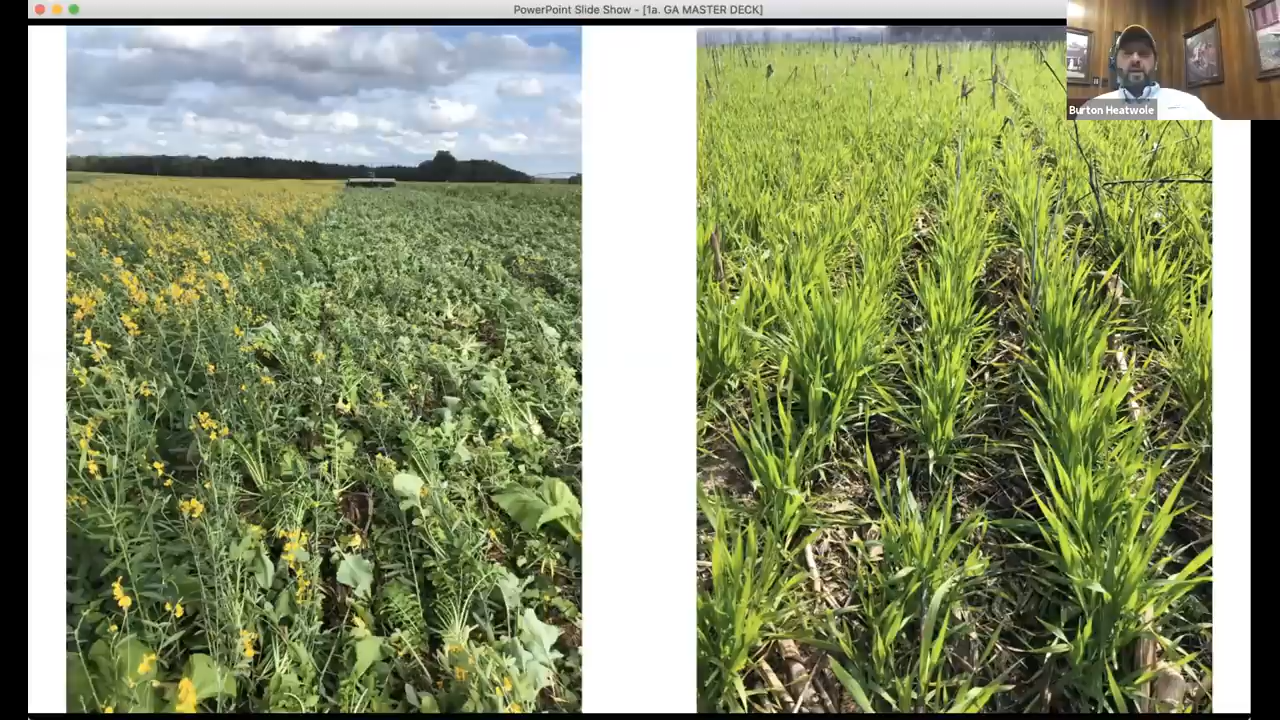 PowerPoint Slide Show - [1a. GA MASTER DECK]
Burton Heatwole